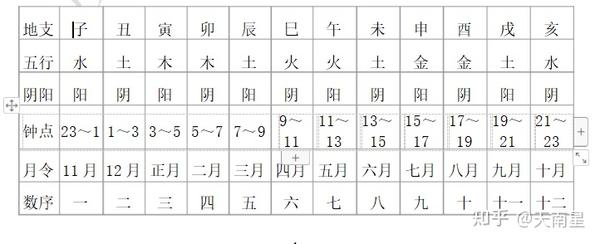 地支 子 丑 寅 卯 辰 巳 午 未 申 酉 戌 亥
五行 水 土 木 木 土 火 火 土 金 金 土 水
阴阳 阳 阴 阳 阴 阳 阴 阳 阴 阳 阴 阳 阴
钟点 23～1 1～3 3～5 5～7 7～9 9～11 11～13 13～15 15～17 17～19 19～21 21～23
月令 11月 12月 正月 二月 三月 四月 五月 六月 七月 八月 九月 十月
数序 一 二 三 四 五 六 七 八 九 十 十一 十二
知乎 @天南星